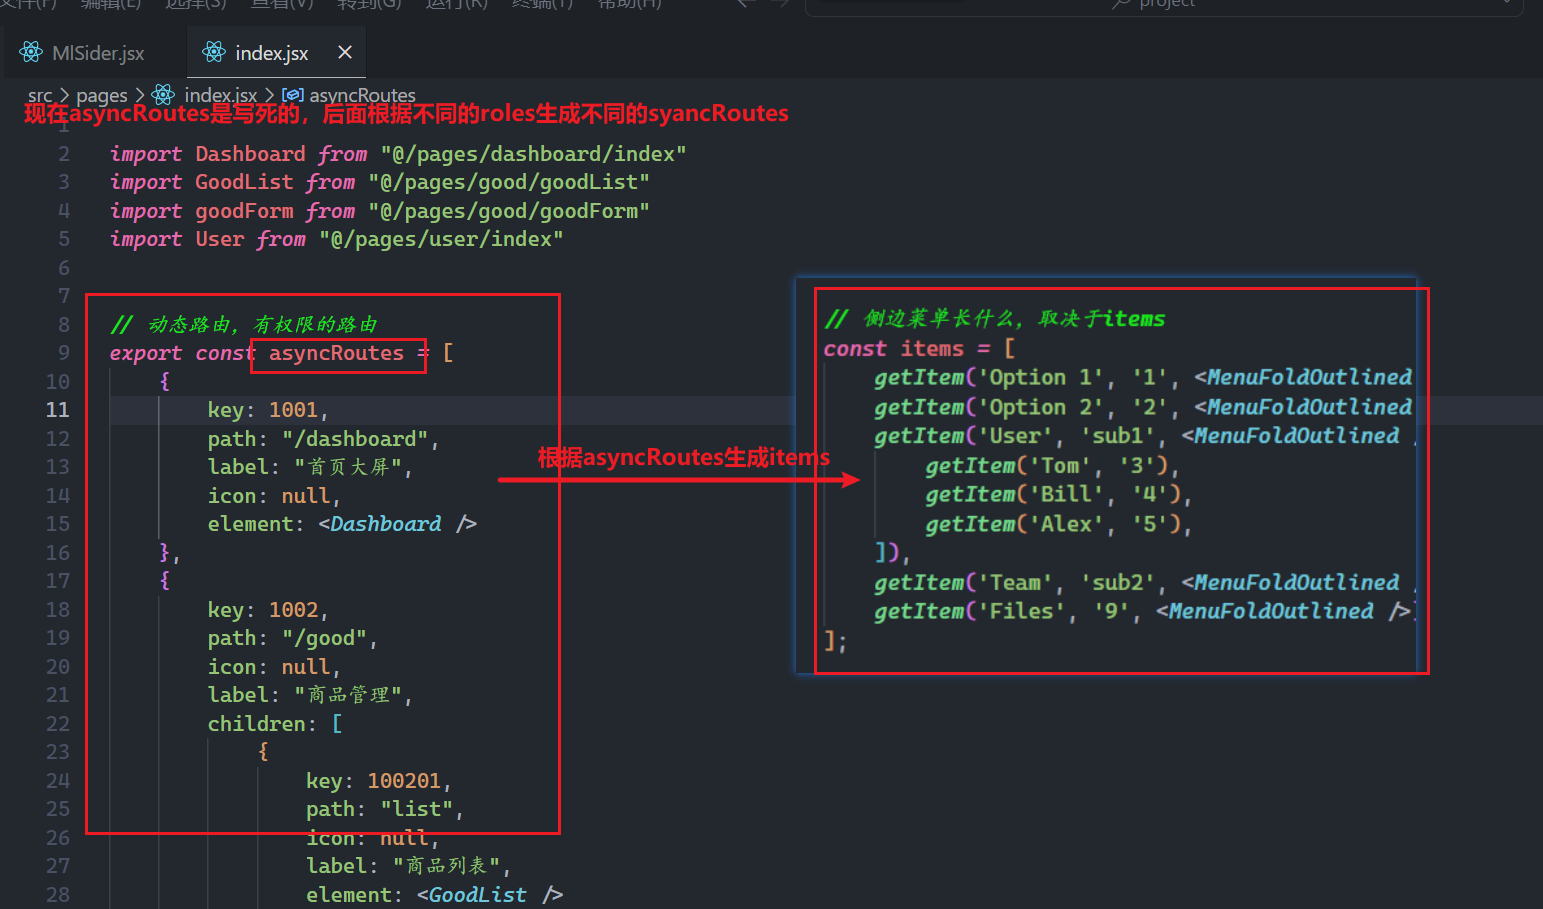 文件(F) 编辑(E) 选择(S) 查看(V) 转到(G) 运行(R) 终端(T) 帮助(H) project
MlSider.jsx index.jsx ×
src > pages > index.jsx > asyncRoutes
现在asyncRoutes是写死的，后面根据不同的roles生成不同的syancRoutes
1
2 import Dashboard from "@/pages/dashboard/index"
3 import GoodList from "@/pages/good/goodList"
4 import goodForm from "@/pages/good/goodForm"
5 import User from "@/pages/user/index"
6
7
8 // 动态路由，有权限的路由
9 export const asyncRoutes = [
10 {
11 key: 1001,
12 path: "/dashboard",
13 label: "首页大屏",
14 icon: null,
15 element: <Dashboard />
16 },
17 {
18 key: 1002,
19 path: "/good",
20 icon: null,
21 label: "商品管理",
22 children: [
23 {
24 key: 100201,
25 path: "list",
26 icon: null,
27 label: "商品列表",
28 element: <GoodList />
根据asyncRoutes生成items
// 侧边菜单长什么，取决于items
const items = [
getItem('Option 1', '1', <MenuFoldOutlined
getItem('Option 2', '2', <MenuFoldOutlined
getItem('User', 'sub1', <MenuFoldOutlined /
getItem('Tom', '3'),
getItem('Bill', '4'),
getItem('Alex', '5'),
]),
getItem('Team', 'sub2', <MenuFoldOutlined /
getItem('Files', '9', <MenuFoldOutlined />)
];